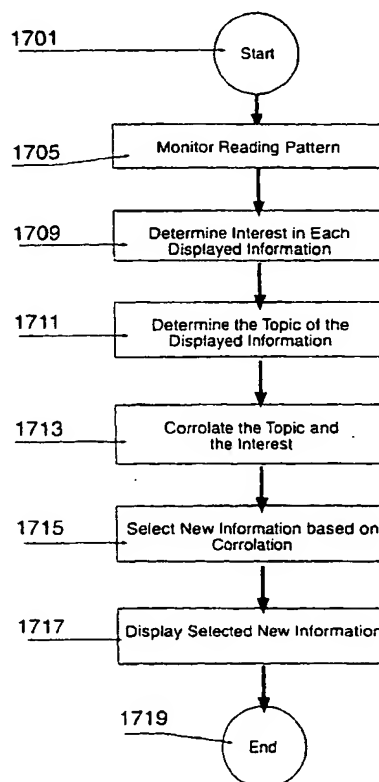 1701
Start
1705
Monitor Reading Pattern
1709
Determine Interest in Each
Displayed Information
1711
Determine the Topic of the
Displayed Information
1713
Corrolate the Topic and
the Interest
1715
Select New Information based on
Corrolation
1717
Display Selected New Information
1719
End